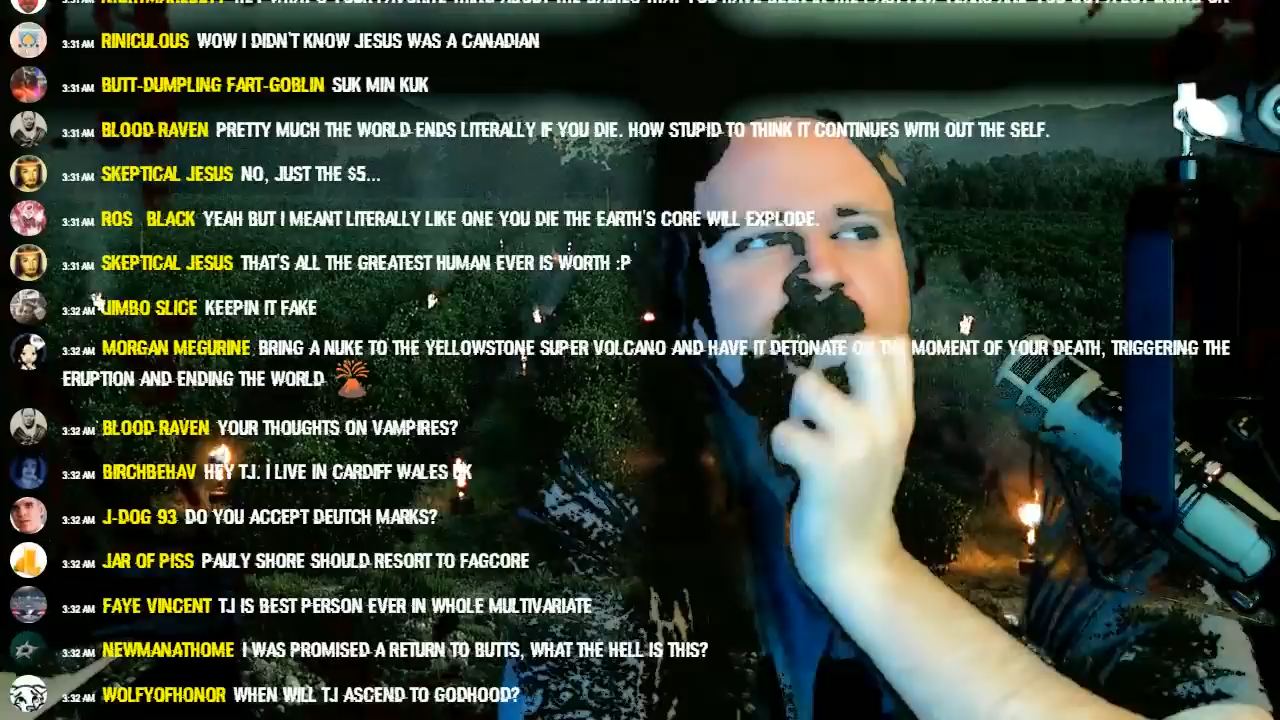 3:31 AM RINICULOUS WOW I DIDN'T KNOW JESUS WAS A CANADIAN
3:31 AM BUTT-DUMPLING FART-GOBLIN SUK MIN KUK
3:31 AM BLOOD RAVEN PRETTY MUCH THE WORLD ENDS LITERALLY IF YOU DIE. HOW STUPID TO THINK IT CONTINUES WITH OUT THE SELF.
3:31 AM SKEPTICAL JESUS NO, JUST THE $5...
3:31 AM ROS BLACK YEAH BUT I MEANT LITERALLY LIKE ONE YOU DIE THE EARTH'S CORE WILL EXPLODE.
3:31 AM SKEPTICAL JESUS THAT'S ALL THE GREATEST HUMAN EVER IS WORTH :P
3:32 AM JIMBO SLICE KEEPIN IT FAKE
3:32 AM MORGAN MEGURINE BRING A NUKE TO THE YELLOWSTONE SUPER VOLCANO AND HAVE IT DETONATE ON THE MOMENT OF YOUR DEATH, TRIGGERING THE
ERUPTION AND ENDING THE WORLD
3:32 AM BLOOD RAVEN YOUR THOUGHTS ON VAMPIRES?
3:32 AM BIRCHBEHAV HEY TJ. I LIVE IN CARDIFF WALES UK
3:32 AM J-DOG 93 DO YOU ACCEPT DEUTCH MARKS?
3:32 AM JAR OF PISS PAULY SHORE SHOULD RESORT TO FAGCORE
3:32 AM FAYE VINCENT TJ IS BEST PERSON EVER IN WHOLE MULTIVARIATE
3:32 AM NEWMANATHOME I WAS PROMISED A RETURN TO BUTTS, WHAT THE HELL IS THIS?
3:32 AM WOLFYOFHONOR WHEN WILL TJ ASCEND TO GODHOOD?